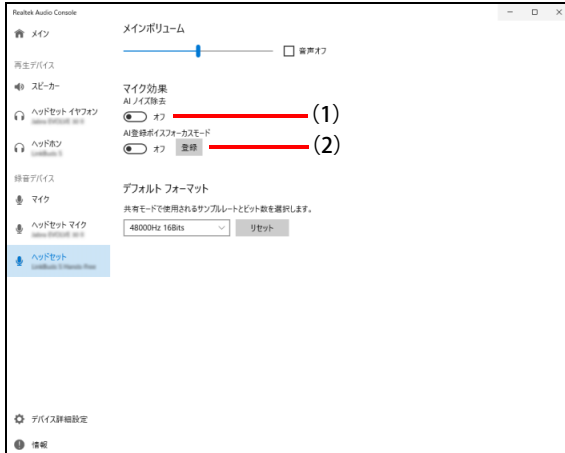 Realtek Audio Console
メイン
再生デバイス
スピーカー
ヘッドセット イヤフォン
ヘッドホン
録音デバイス
マイク
ヘッドセット マイク
ヘッドセット
デバイス詳細設定
情報
メインボリューム
音声オフ
マイク効果
AI ノイズ除去
オフ
(1)
AI登録ボイスフォーカスモード
オフ
登録
(2)
デフォルト フォーマット
共有モードで使用されるサンプルレートとビット数を選択します。
48000Hz 16Bits
リセット